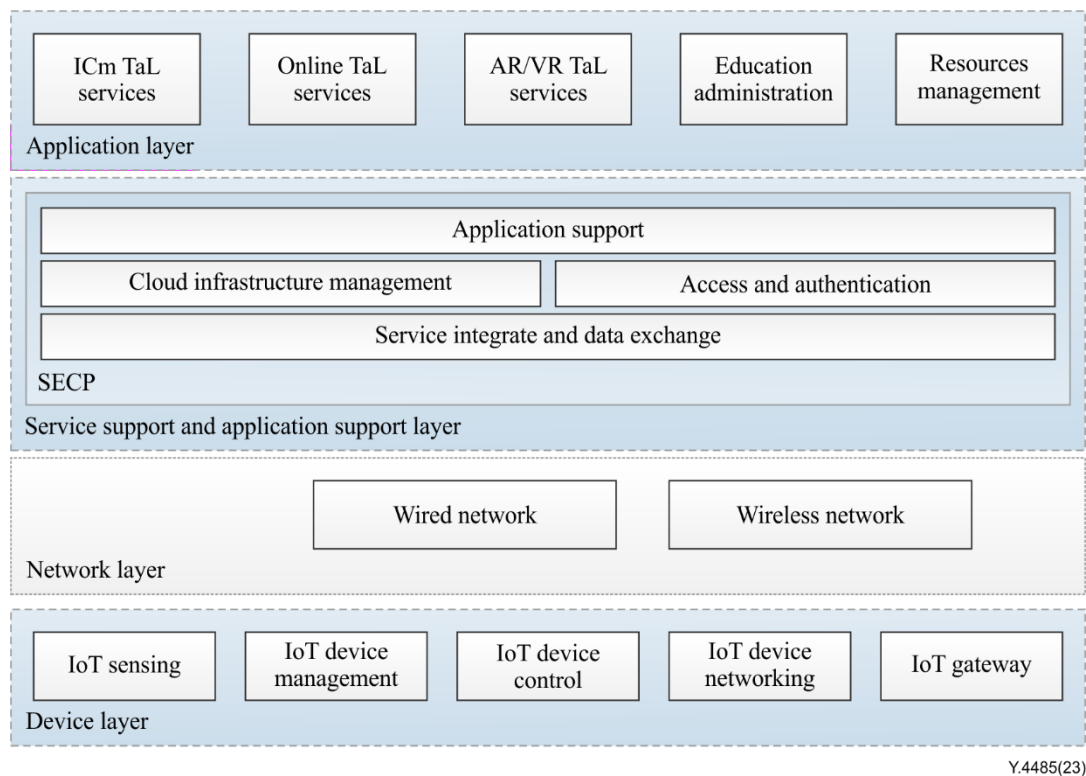 ICm TaL
services
Online TaL
services
AR/VR TaL
services
Education
administration
Resources
management
Application layer
Application support
Cloud infrastructure management
Access and authentication
Service integrate and data exchange
SECP
Service support and application support layer
Wired network
Wireless network
Network layer
IoT sensing
IoT device
management
IoT device
control
IoT device
networking
IoT gateway
Device layer
Y.4485(23)